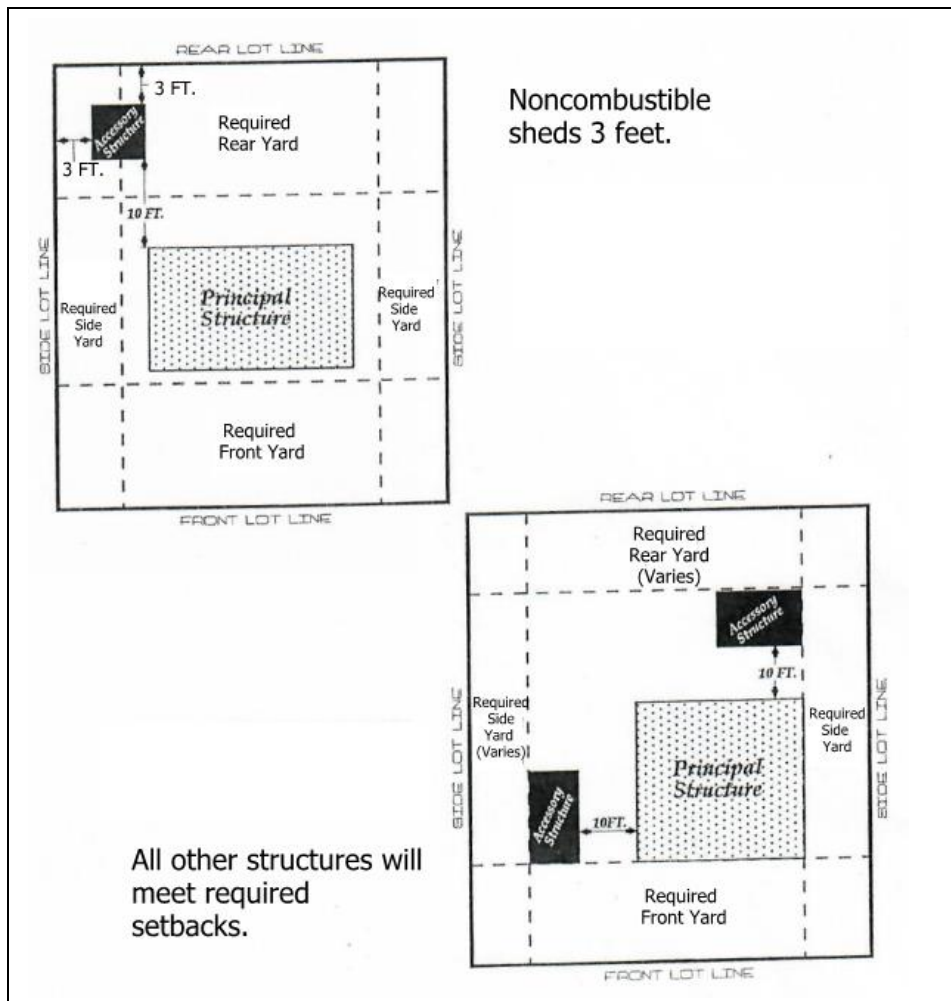 REAR LOT LINE
3 FT.
Accessory
Structure
3 FT.
Required
Rear Yard
10 FT.
SIDE LOT LINE
Required
Side
Yard
Principal
Structure
Required
Side
Yard
SIDE LOT LINE
Required
Front Yard
FRONT LOT LINE
Noncombustible
sheds 3 feet.
REAR LOT LINE
Required
Rear Yard
(Varies)
Accessory
Structure
10 FT.
SIDE LOT LINE
Required
Side
Yard
(Varies)
Principal
Structure
Required
Side
Yard
SIDE LOT LINE
Accessory
Structure
10FT.
Required
Front Yard
FRONT LOT LINE
All other structures will
meet required
setbacks.